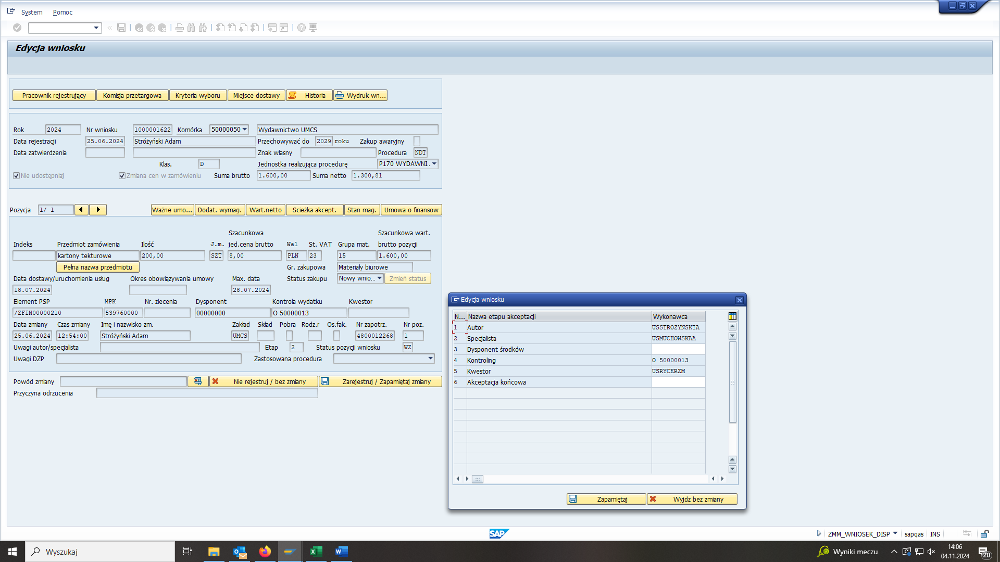 System Pomoc
Edycja wniosku
Pracownik rejestrujący Komisja przetargowa Kryteria wyboru Miejsce dostawy Historia Wydruk wn...
Rok 2024 Nr wniosku 1000001622 Komórka 50000050 Wydawnictwo UMCS
Data rejestracji 25.06.2024 Stróżyński Adam Przechowywać do 2029 roku Zakup awaryjny
Data zatwierdzenia Znak własny Procedura NDT
Klas. D Jednostka realizująca procedurę P170 WYDAWNI..
Nie udostępniaj Zmiana cen w zamówieniu Suma brutto 1.600,00 Suma netto 1.300,81
Pozycja 1/ 1 Ważne umo... Dodat. wymag. Wart.netto Scieżka akcept. Stan mag. Umowa o finansow
Szacunkowa Szacunkowa wart.
Indeks Przedmiot zamówienia Ilość J.m. jed.cena brutto Wal St. VAT Grupa mat. brutto pozycji
kartony tekturowe 200,00 SZT 8,00 PLN 23 15 1.600,00
Pełna nazwa przedmiotu Gr. zakupowa Materiały biurowe
Data dostawy/uruchomienia usług Okres obowiązywania umowy Max. data Status zakupu Nowy wnio... Zmień status
18.07.2024 28.07.2024
Element PSP MPK Nr. zlecenia Dysponent Kontrola wydatku Kwestor
/ZFIN00000210 539760000 00000000 O 50000013
Data zmiany Czas zmiany Imę i nazwisko zm. Zakład Skład Pobra Rodz.r Os.fak. Nr zapotrz. Nr poz.
25.06.2024 12:54:00 Stróżyński Adam UMCS 4800012268 1
Uwagi autor/specjalista Etap 2 Status pozycji wniosku WZ
Uwagi DZP Zastosowana procedura
Powód zmiany Nie rejestruj / bez zmiany Zarejestruj / Zapamiętaj zmiany
Przyczyna odrzucenia
Edycja wniosku
N... Nazwa etapu akceptacji Wykonawca
1 Autor USSTROZYNSKIA
2 Specjalista USMUCHOWSKAA
3 Dysponent środków
4 Kontroling O 50000013
5 Kwestor USRYCERZM
6 Akceptacja końcowa
Zapamiętaj Wyjdz bez zmiany
SAP
ZMM_WNIOSEK_DISP sapqas INS
Wyszukaj
Wyniki meczu
14:06
04.11.2024
20